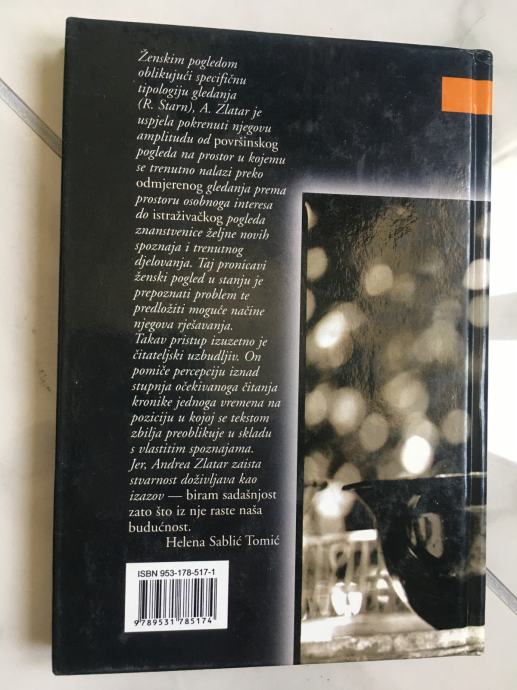 Ženskim pogledom
oblikujući specifičnu
tipologiju gledanja
(R. Starn), A. Zlatar je
uspjela pokrenuti njegovu
amplitudu od površinskog
pogleda na prostor u kojemu
se trenutno nalazi preko
odmjerenog gledanja prema
prostoru osobnoga interesa
do istraživačkog pogleda
znanstvenice željne novih
spoznaja i trenutnog
djelovanja. Taj pronicavi
ženski pogled u stanju je
prepoznati problem te
predložiti moguće načine
njegova rješavanja.
Takav pristup izuzetno je
čitateljski uzbudljiv. On
pomiče percepciju iznad
stupnja očekivanoga čitanja
kronike jednoga vremena na
poziciju u kojoj se tekstom
zbilja preoblikuje u skladu
s vlastitim spoznajama.
Jer, Andrea Zlatar zaista
stvarnost doživljava kao
izazov — biram sadašnjost
zato što iz nje raste naša
budućnost.
Helena Sablić Tomić
ISBN 953-178-517-1
9 789531 785174